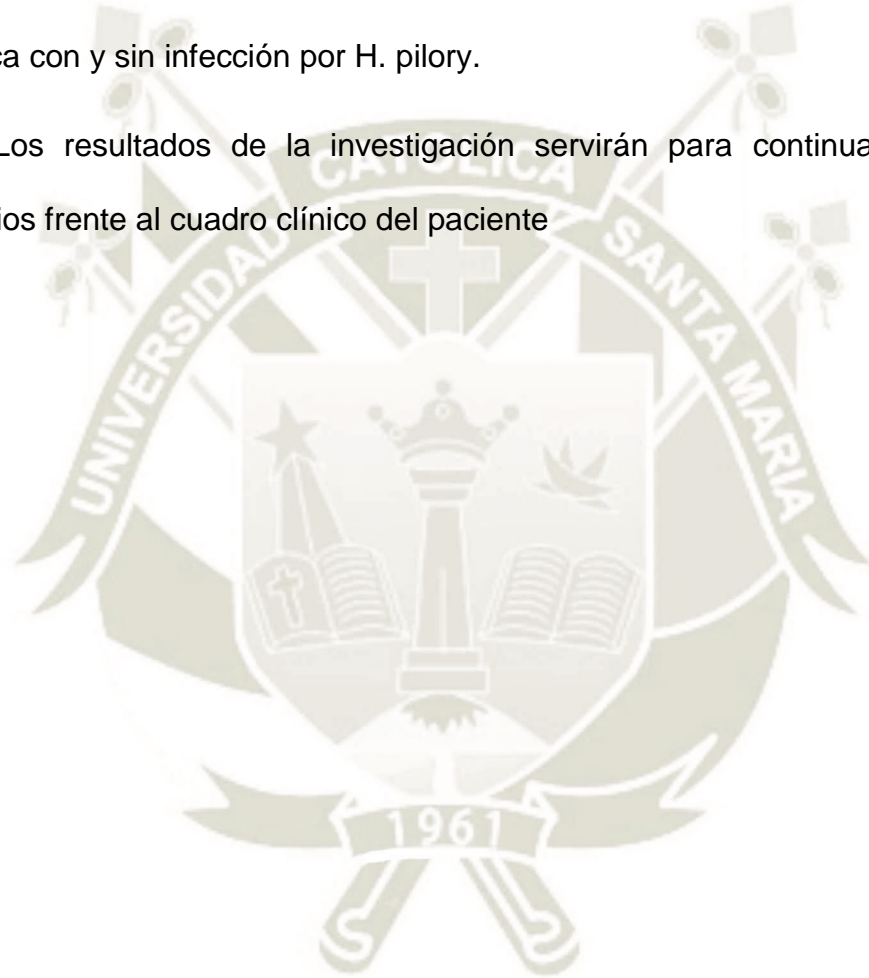 ca con y sin infección por H. pilory.
Los resultados de la investigación servirán para continua
ios frente al cuadro clínico del paciente
UNIVERSIDAD CATOLICA SANTA MARIA
1961